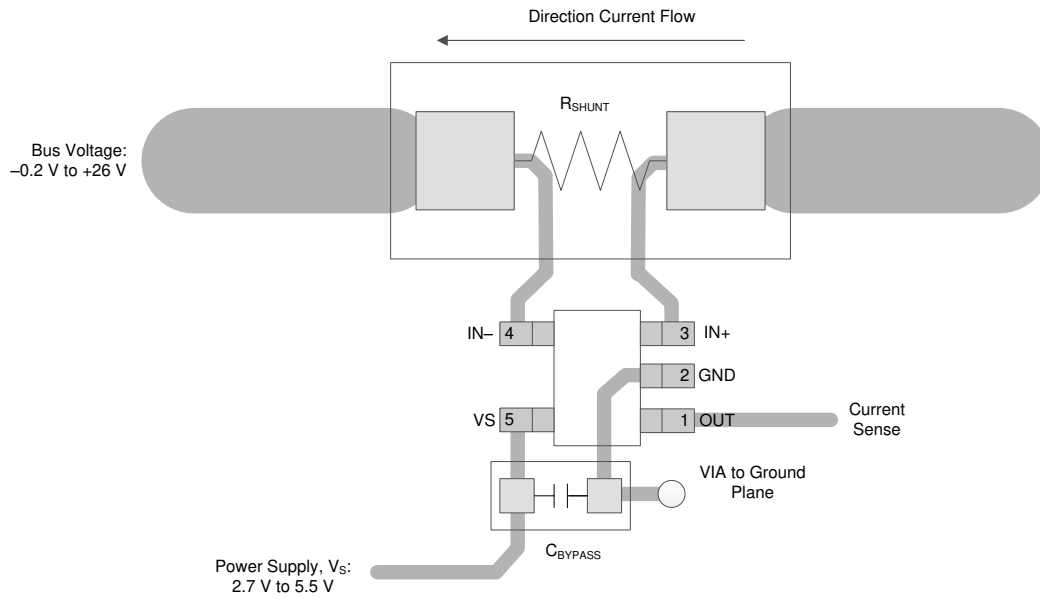 Direction Current Flow
RSHUNT
Bus Voltage:
–0.2 V to +26 V
IN–
4
3
IN+
2
GND
VS
5
1
OUT
Current
Sense
VIA to Ground
Plane
CBYPASS
Power Supply, VS:
2.7 V to 5.5 V